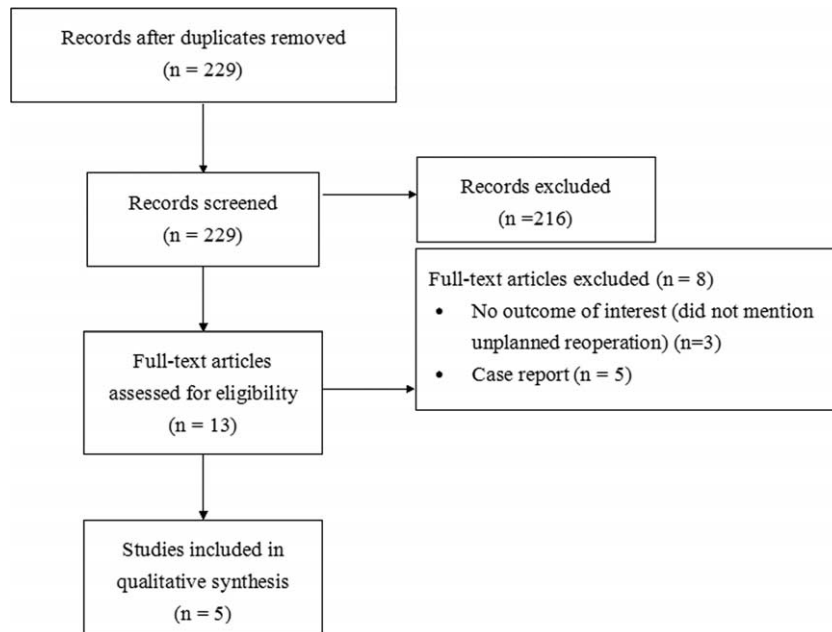 Records after duplicates removed
(n = 229)
Records screened
(n = 229)
Records excluded
(n =216)
Full-text articles excluded (n = 8)
• No outcome of interest (did not mention
unplanned reoperation) (n=3)
• Case report (n = 5)
Full-text articles
assessed for eligibility
(n = 13)
Studies included in
qualitative synthesis
(n = 5)